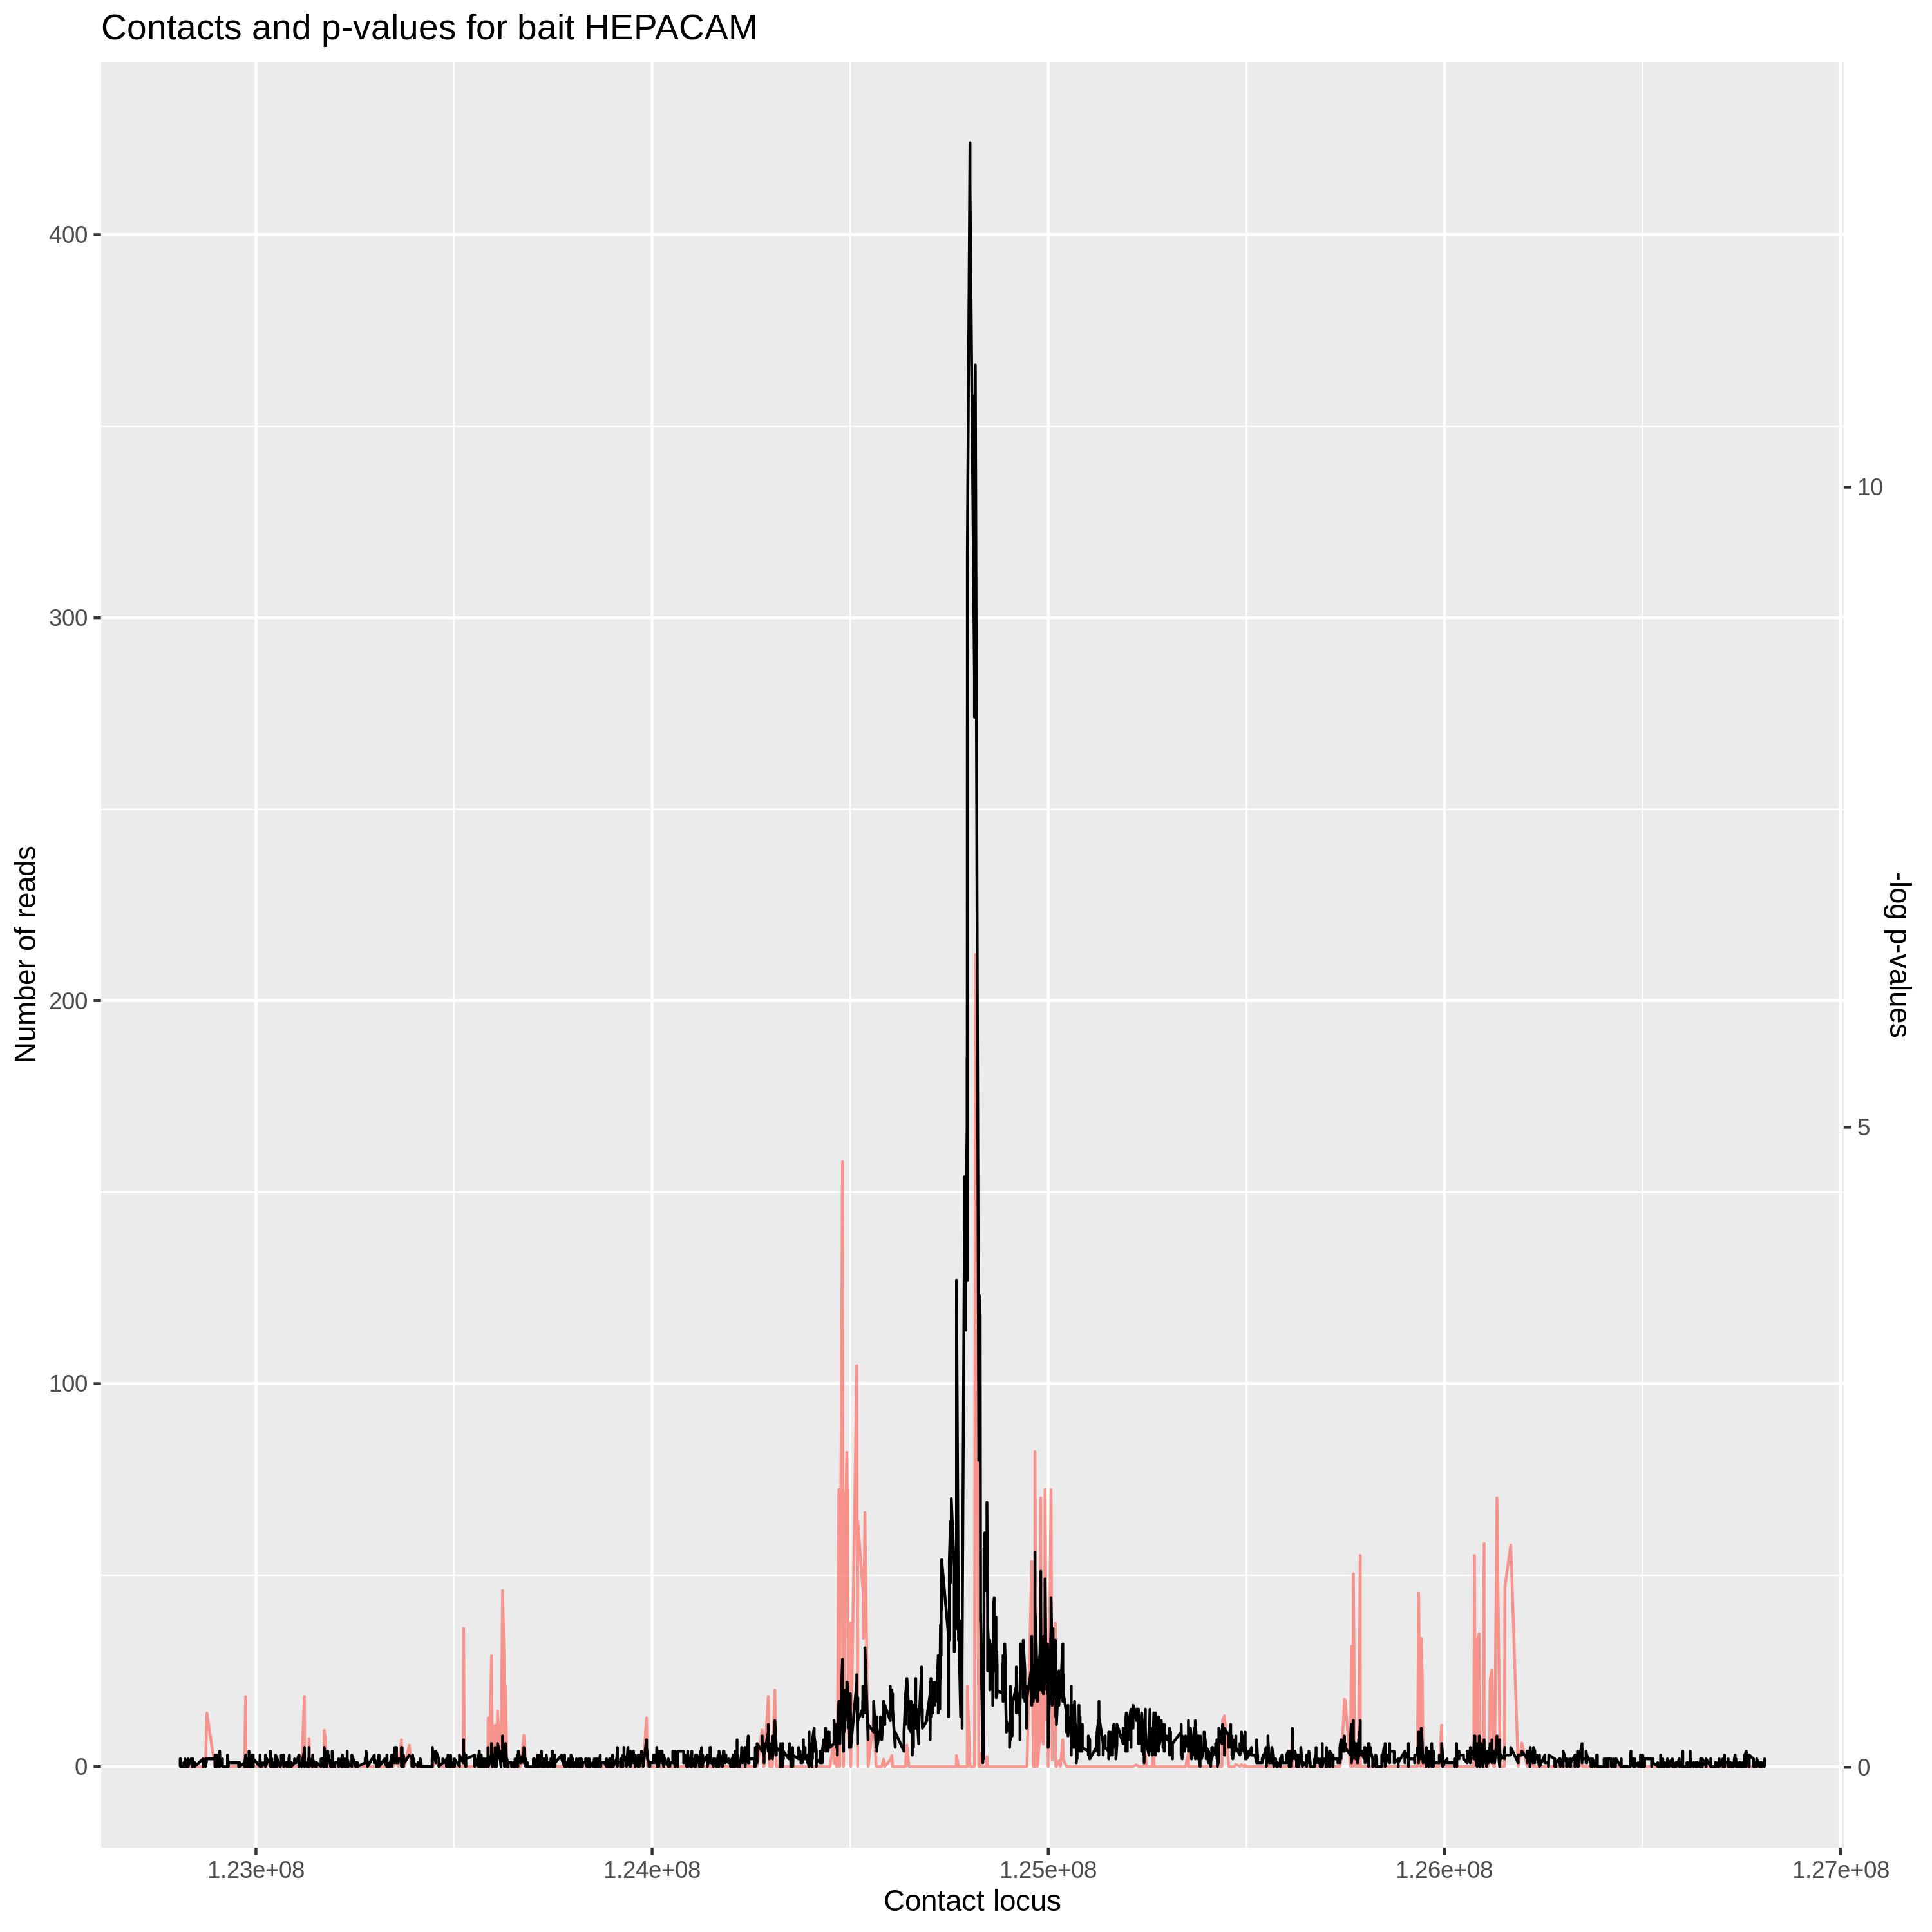 Contacts and p-values for bait HEPACAM
Number of reads
400
300
200
100
0
10
5
0
-log p-values
1.23e+08
1.24e+08
1.25e+08
1.26e+08
1.27e+08
Contact locus